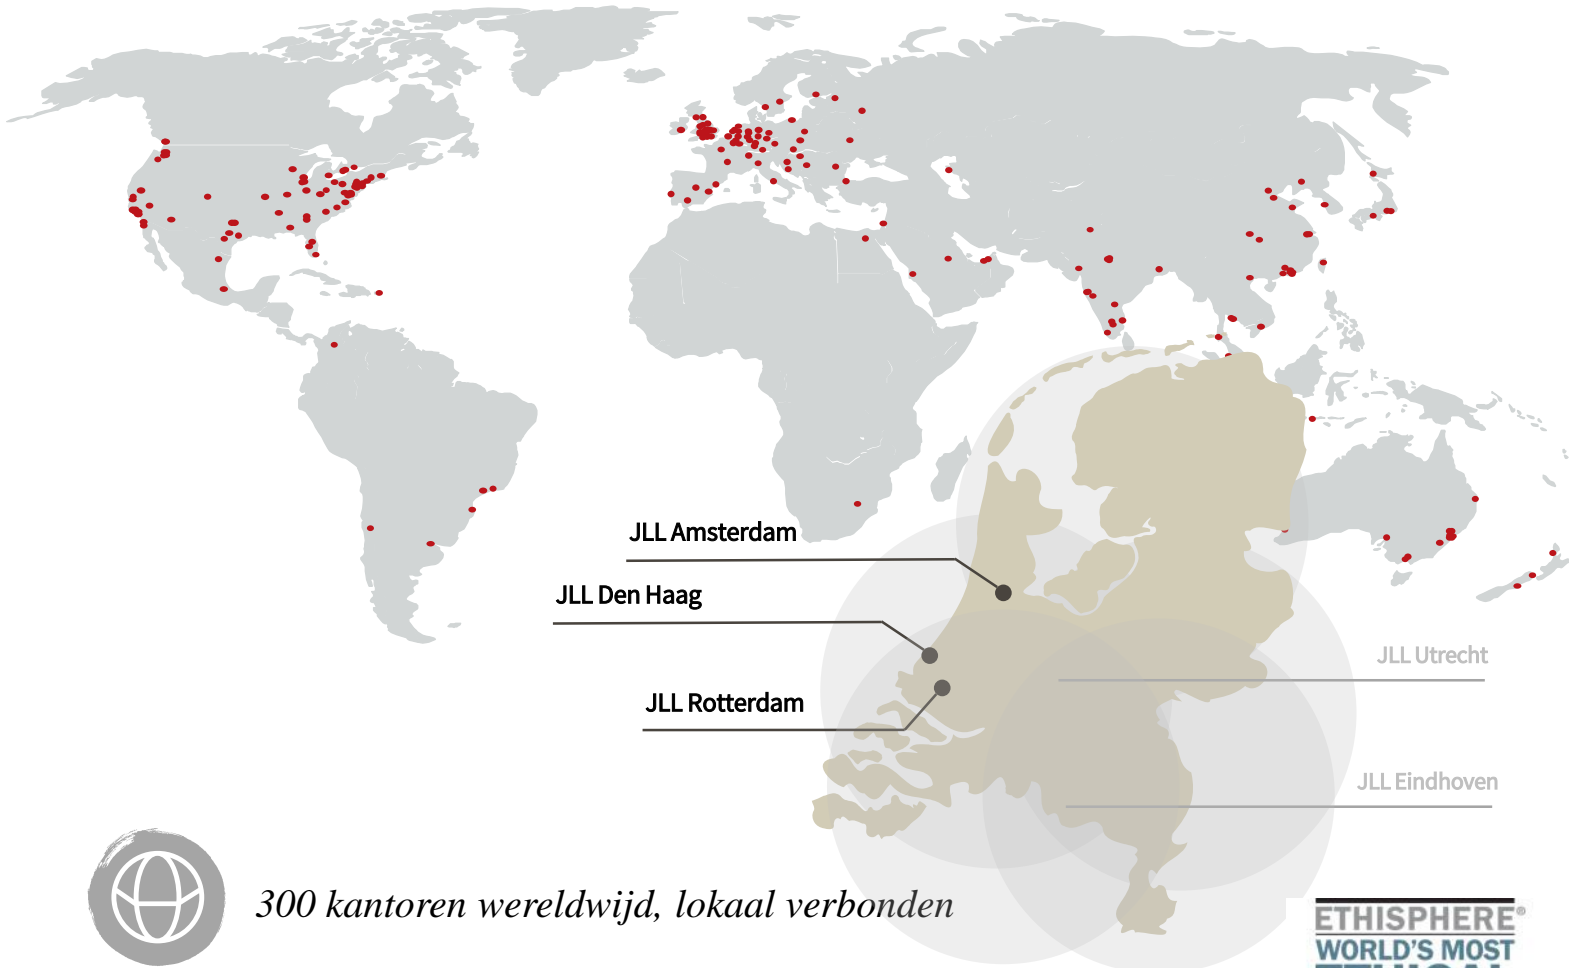 JLL Amsterdam
JLL Den Haag
JLL Utrecht
JLL Rotterdam
JLL Eindhoven
300 kantoren wereldwijd, lokaal verbonden
ETHISPHERE®
WORLD'S MOST